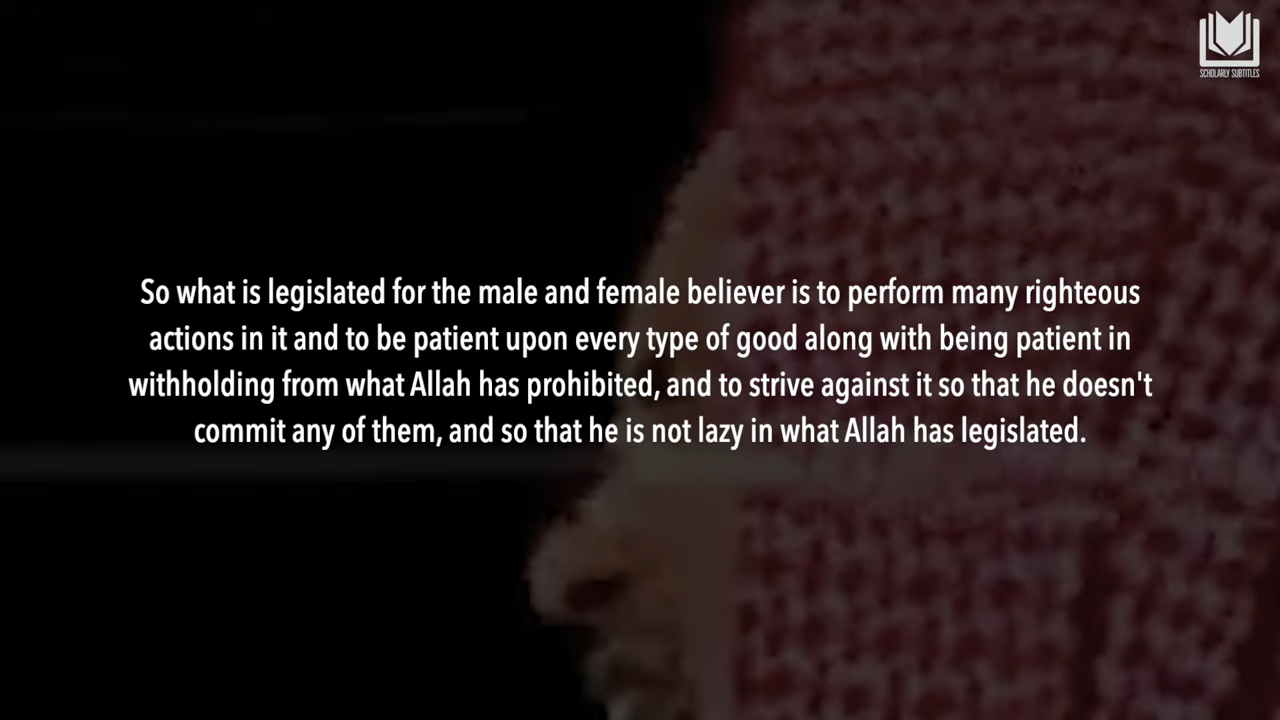 SCHOLARLY SUBTITLES
So what is legislated for the male and female believer is to perform many righteous
actions in it and to be patient upon every type of good along with being patient in
withholding from what Allah has prohibited, and to strive against it so that he doesn't
commit any of them, and so that he is not lazy in what Allah has legislated.